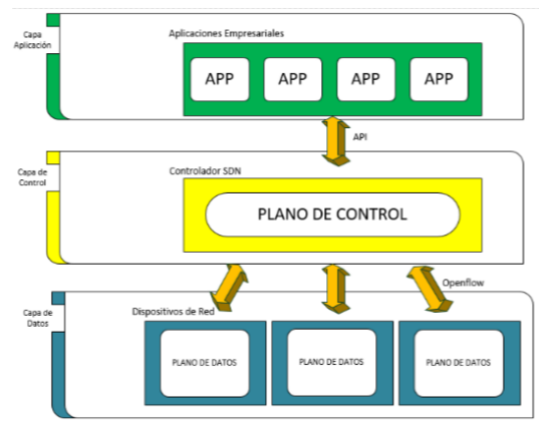 Capa
Aplicación
Aplicaciones Empresariales
APP
APP
APP
APP
API
Capa de
Control
Controlador SDN
PLANO DE CONTROL
Openflow
Capa de
Datos
Dispositivos de Red
PLANO DE DATOS
PLANO DE DATOS
PLANO DE DATOS